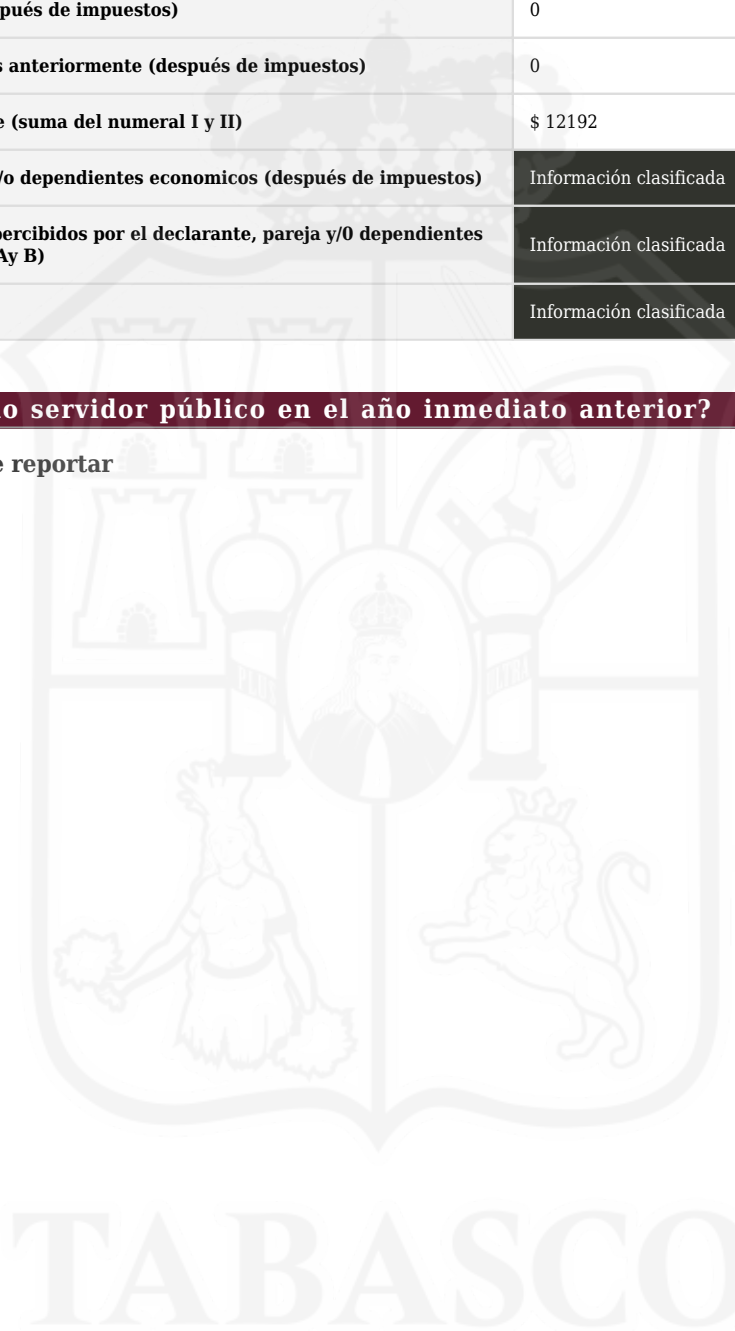 pués de impuestos) 0
s anteriormente (después de impuestos) 0
e (suma del numeral I y II) $ 12192
/o dependientes economicos (después de impuestos) Información clasificada
percibidos por el declarante, pareja y/0 dependientes
Ay B) Información clasificada
Información clasificada
o servidor público en el año inmediato anterior?
e reportar
PLUS ULTRA
TABASCO